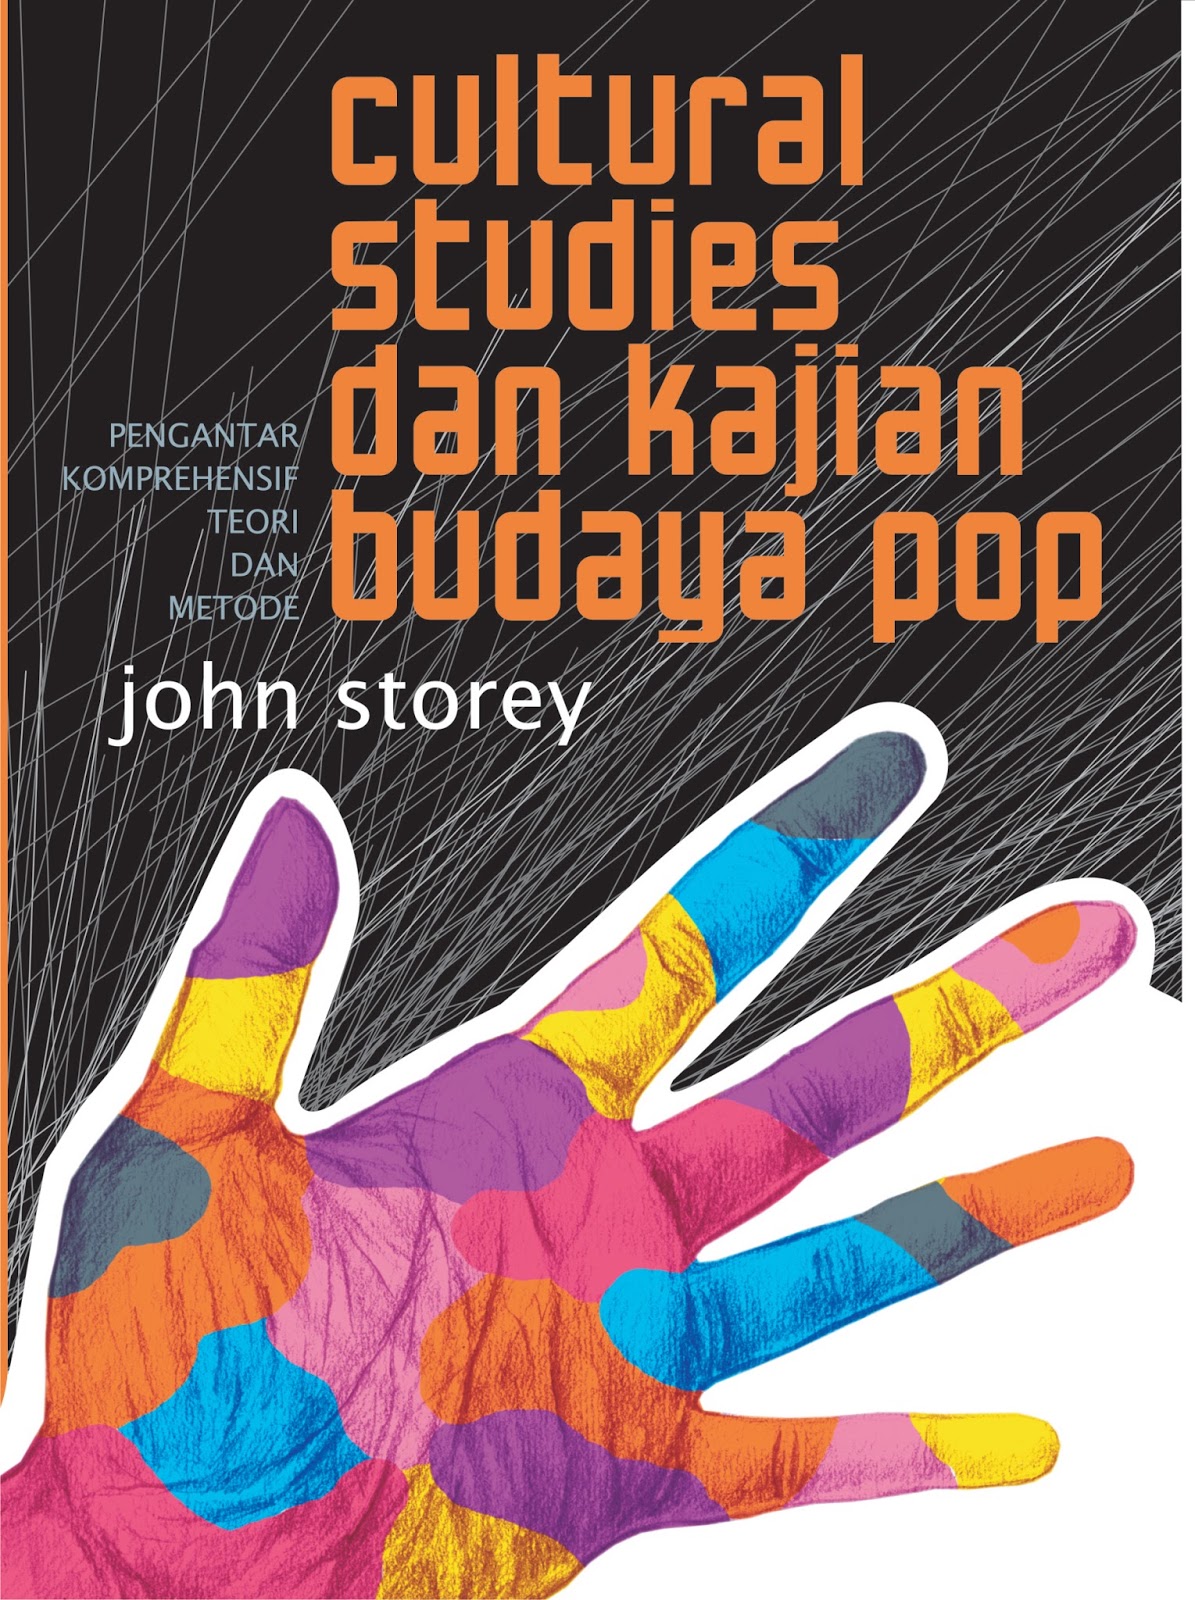 cultural
studies
dan kajian
budaya pop
PENGANTAR
KOMPREHENSIF
TEORI
DAN
METODE
john storey